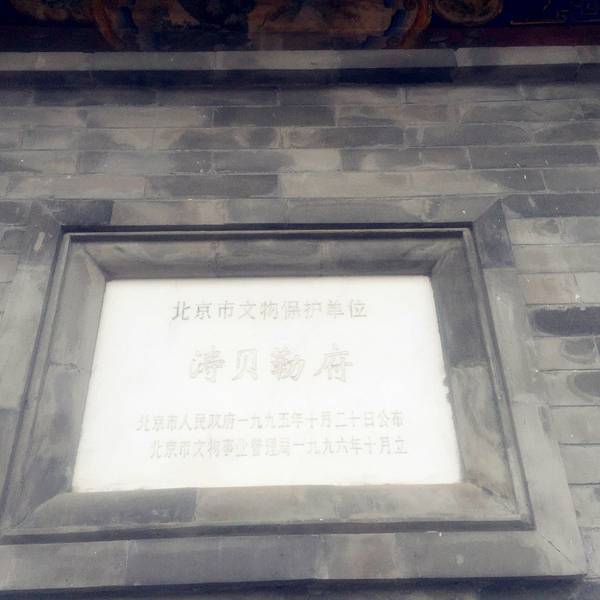 北京市文物保护单位
涛贝勒府
北京市人民政府一九九五年十月二十日公布
北京市文物事业管理局一九九六年十月立